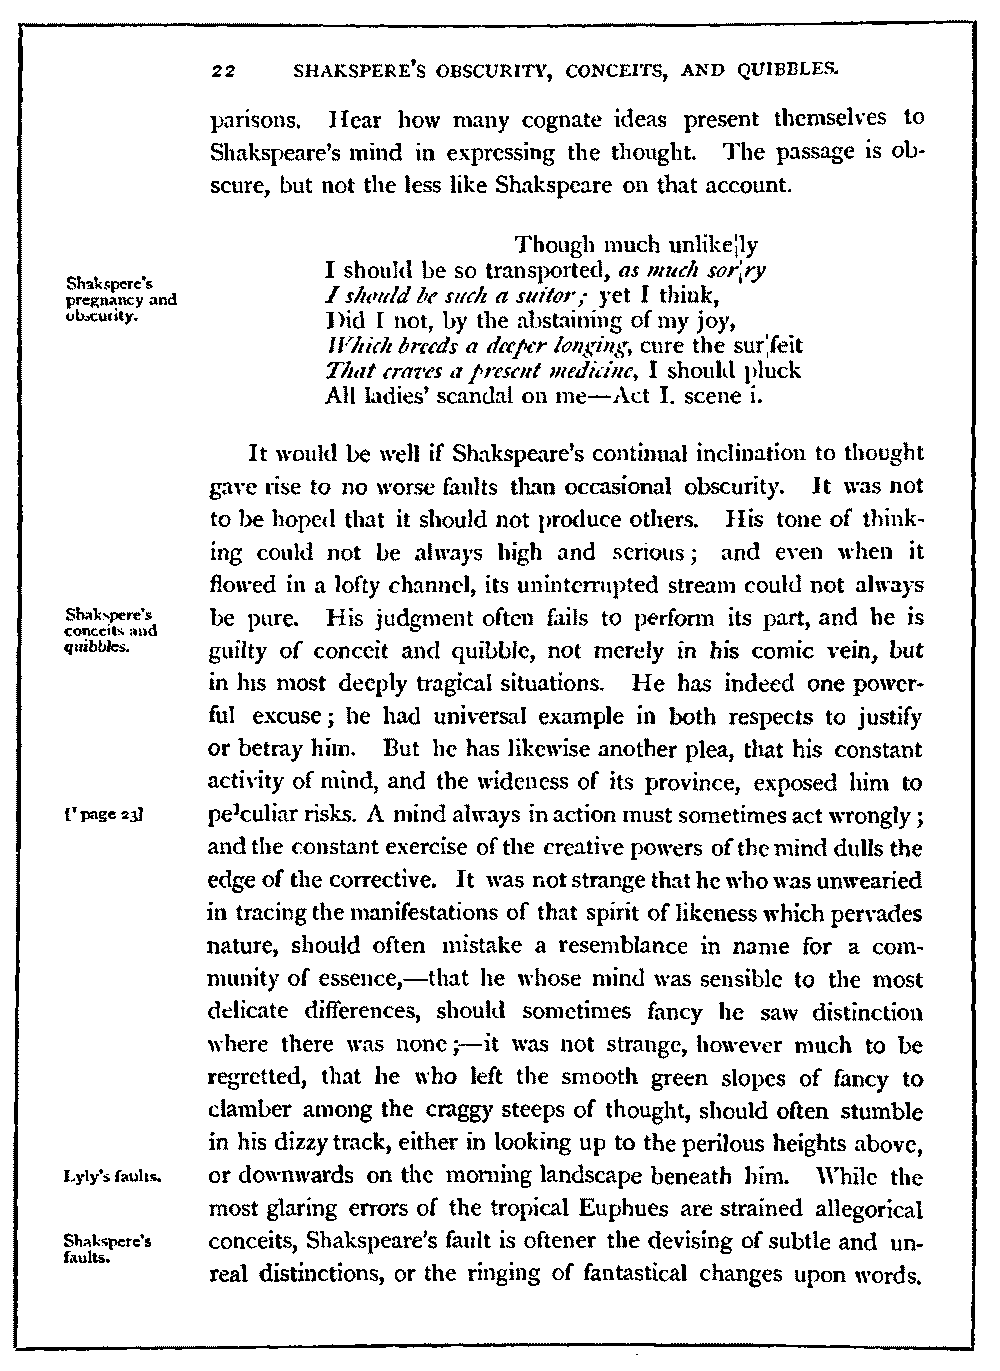 22 SHAKSPERE'S OBSCURITY, CONCEITS, AND QUIBBLES.
parisons. Hear how many cognate ideas present themselves to
Shakspeare's mind in expressing the thought. The passage is ob-
scure, but not the less like Shakspeare on that account.
Though much unlike¦ly
Shakspere's
pregnancy and
obscurity.
I should be so transported, as much sor¦ry
I should be such a suitor; yet I think,
Did I not, by the abstaining of my joy,
Which breeds a deeper longing, cure the sur¦feit
That craves a present medicine, I should pluck
All ladies' scandal on me—Act I. scene i.
It would be well if Shakspeare's continual inclination to thought
gave rise to no worse faults than occasional obscurity. It was not
to be hoped that it should not produce others. His tone of think-
ing could not be always high and serious; and even when it
flowed in a lofty channel, its uninterrupted stream could not always
Shakspere's
conceits and
quibbles.
be pure. His judgment often fails to perform its part, and he is
guilty of conceit and quibble, not merely in his comic vein, but
in his most deeply tragical situations. He has indeed one power-
ful excuse; he had universal example in both respects to justify
or betray him. But he has likewise another plea, that his constant
activity of mind, and the wideness of its province, exposed him to
[¹ page 23]
pe¹culiar risks. A mind always in action must sometimes act wrongly;
and the constant exercise of the creative powers of the mind dulls the
edge of the corrective. It was not strange that he who was unwearied
in tracing the manifestations of that spirit of likeness which pervades
nature, should often mistake a resemblance in name for a com-
munity of essence,—that he whose mind was sensible to the most
delicate differences, should sometimes fancy he saw distinction
where there was none;—it was not strange, however much to be
regretted, that he who left the smooth green slopes of fancy to
clamber among the craggy steeps of thought, should often stumble
in his dizzy track, either in looking up to the perilous heights above,
Lyly's faults.
or downwards on the morning landscape beneath him. While the
most glaring errors of the tropical Euphues are strained allegorical
Shakspere's
faults.
conceits, Shakspeare's fault is oftener the devising of subtle and un-
real distinctions, or the ringing of fantastical changes upon words.